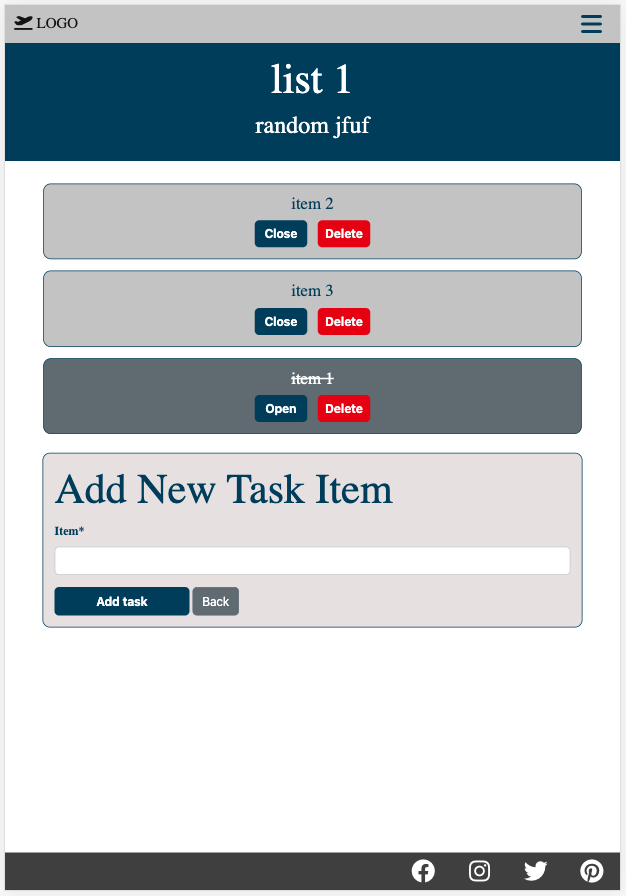 LOGO
list 1
random jfuf
item 2
Close Delete
item 3
Close Delete
item 1
Open Delete
Add New Task Item
Item*
Add task Back